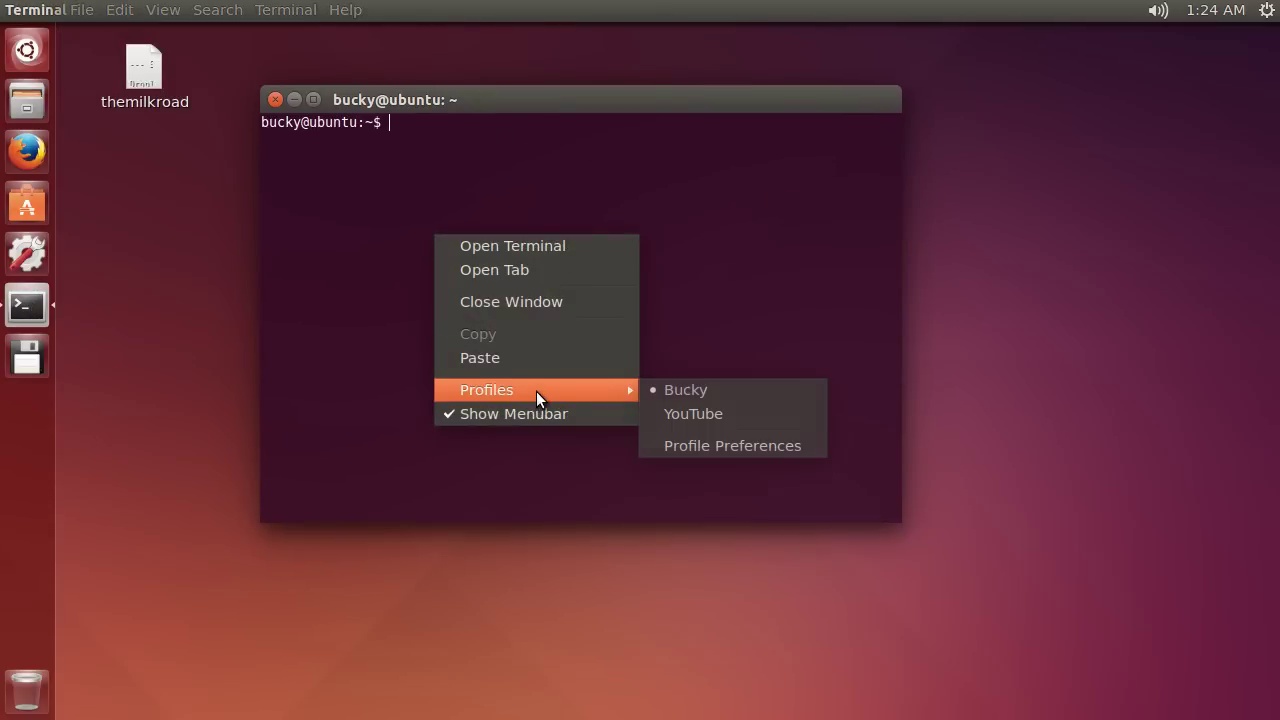 Terminal File Edit View Search Terminal Help 1:24 AM
themilkroad
bucky@ubuntu: ~
bucky@ubuntu:~$
Open Terminal
Open Tab
Close Window
Copy
Paste
Profiles
Show Menubar
Bucky
YouTube
Profile Preferences